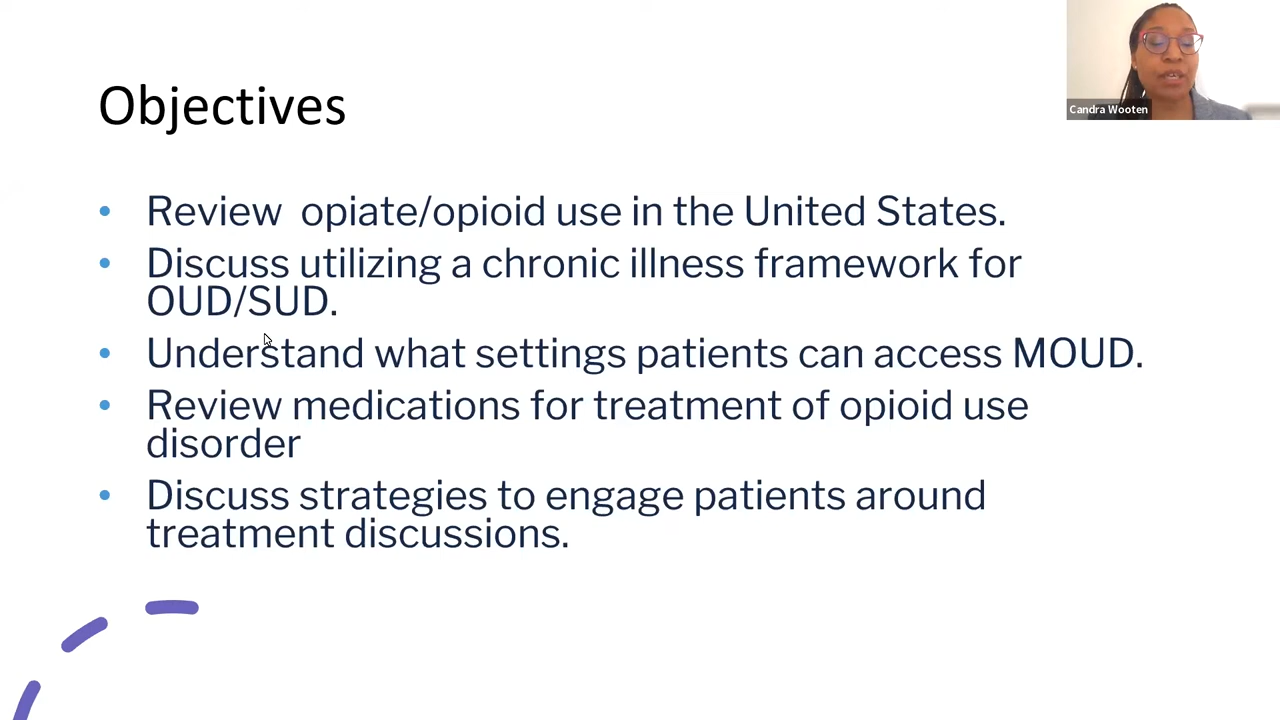 Candra Wooten
Objectives
• Review  opiate/opioid use in the United States.
• Discuss utilizing a chronic illness framework for
OUD/SUD.
• Understand what settings patients can access MOUD.
• Review medications for treatment of opioid use
disorder
• Discuss strategies to engage patients around
treatment discussions.